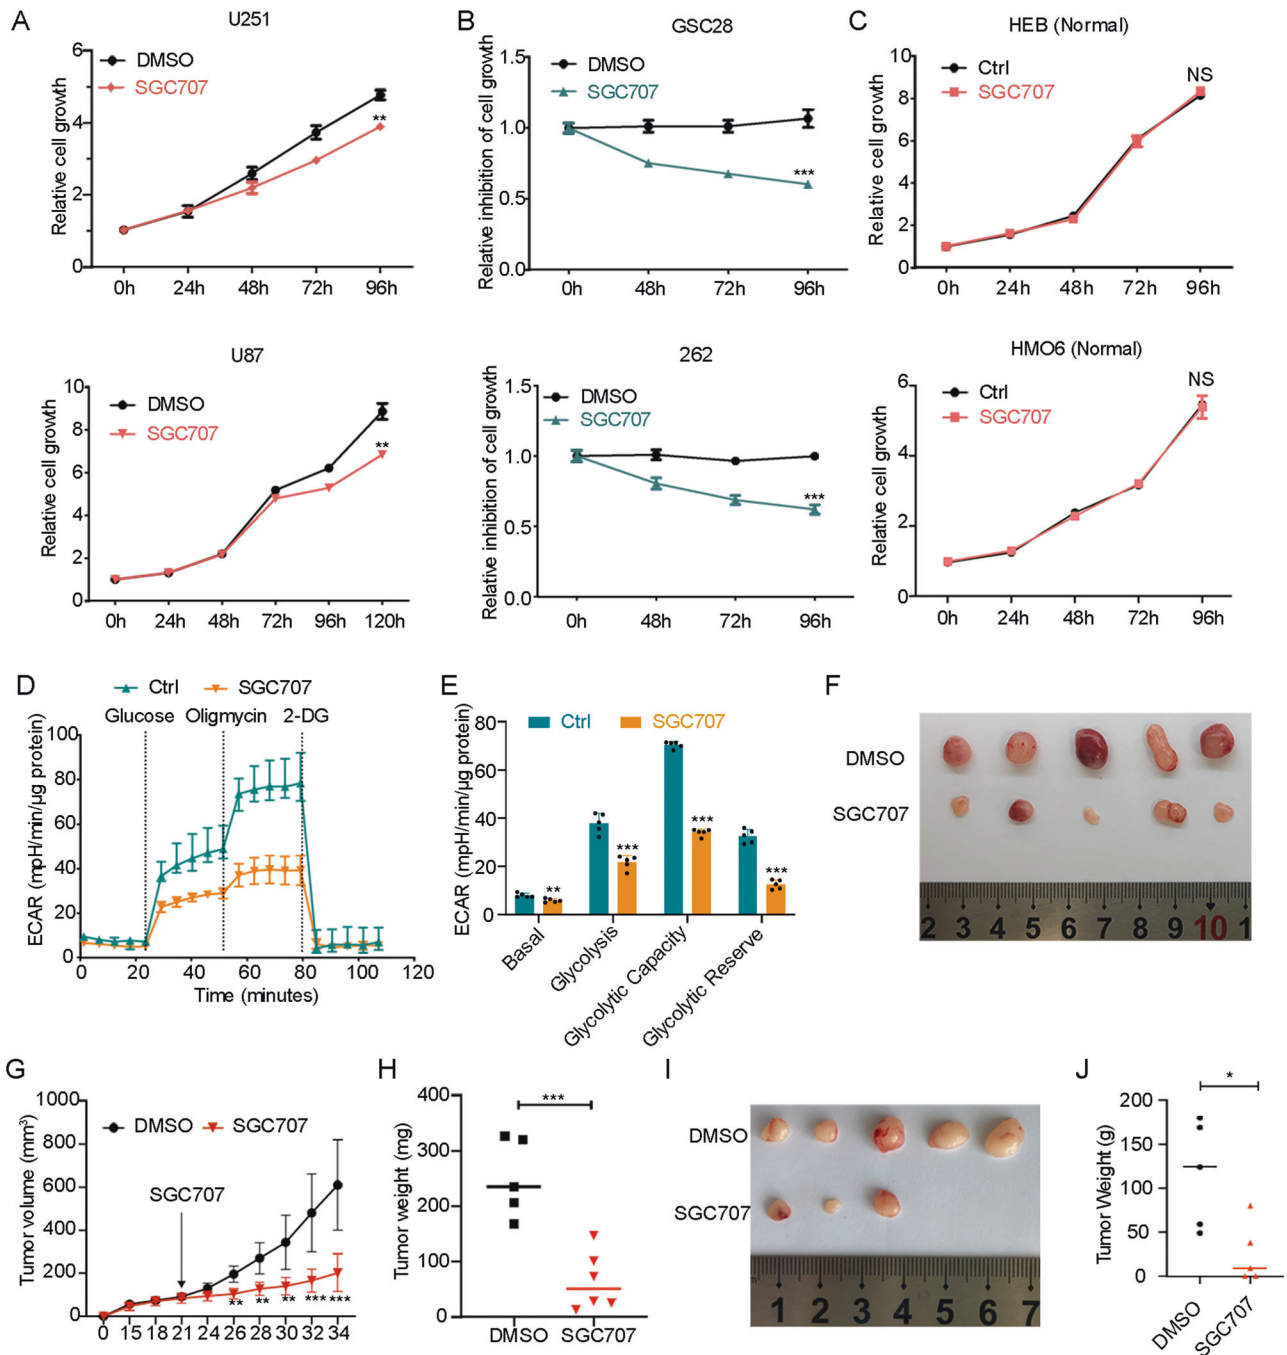 A
U251
Relative cell growth
6
4
2
0
DMSO
SGC707
**
0h 24h 48h 72h 96h
U87
Relative cell growth
10
8
6
4
2
0
DMSO
SGC707
**
0h 24h 48h 72h 96h 120h
B
GSC28
Relative inhibition of cell growth
1.5
1.0
0.5
0.0
DMSO
SGC707
***
0h 48h 72h 96h
262
Relative inhibition of cell growth
1.5
1.0
0.5
0.0
DMSO
SGC707
***
0h 48h 72h 96h
C
HEB (Normal)
Relative cell growth
10
8
6
4
2
0
Ctrl
SGC707
NS
0h 24h 48h 72h 96h
HMO6 (Normal)
Relative cell growth
6
4
2
0
Ctrl
SGC707
NS
0h 24h 48h 72h 96h
D
Ctrl SGC707
Glucose Oligmycin 2-DG
ECAR (mpH/min/µg protein)
100
80
60
40
20
0
0 20 40 60 80 100 120
Time (minutes)
E
ECAR (mpH/min/µg protein)
80
60
40
20
0
Ctrl SGC707
** *** *** ***
Basal
Glycolysis
Glycolytic Capacity
Glycolytic Reserve
F
DMSO
SGC707
2 3 4 5 6 7 8 9 10 1
G
Tumor volume (mm³)
1000
800
600
400
200
0
DMSO SGC707
SGC707
** ** ** *** ***
0 15 18 21 24 26 28 30 32 34
H
Tumor weight (mg)
400
300
200
100
0
***
DMSO SGC707
I
DMSO
SGC707
1 2 3 4 5 6 7
J
Tumor Weight (g)
200
150
100
50
0
*
DMSO
SGC707